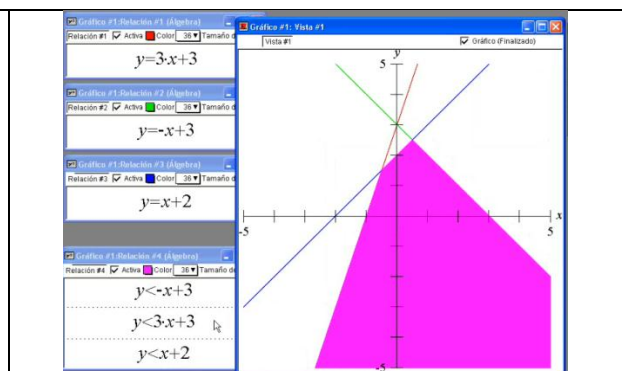 Gráfico #1:Relación #1 (Álgebra)
Relación #1 Activa Color 36 Tamaño d
y=3·x+3
Gráfico #1:Relación #2 (Álgebra)
Relación #2 Activa Color 36 Tamaño d
y=-x+3
Gráfico #1:Relación #3 (Álgebra)
Relación #3 Activa Color 36 Tamaño d
y=x+2
Gráfico #1:Relación #4 (Álgebra)
Relación #4 Activa Color 36 Tamaño de
y<-x+3
y<3·x+3
y<x+2
Gráfico #1: Vista #1
Vista #1 Gráfico (Finalizado)
y
5
x
-5 5
-5